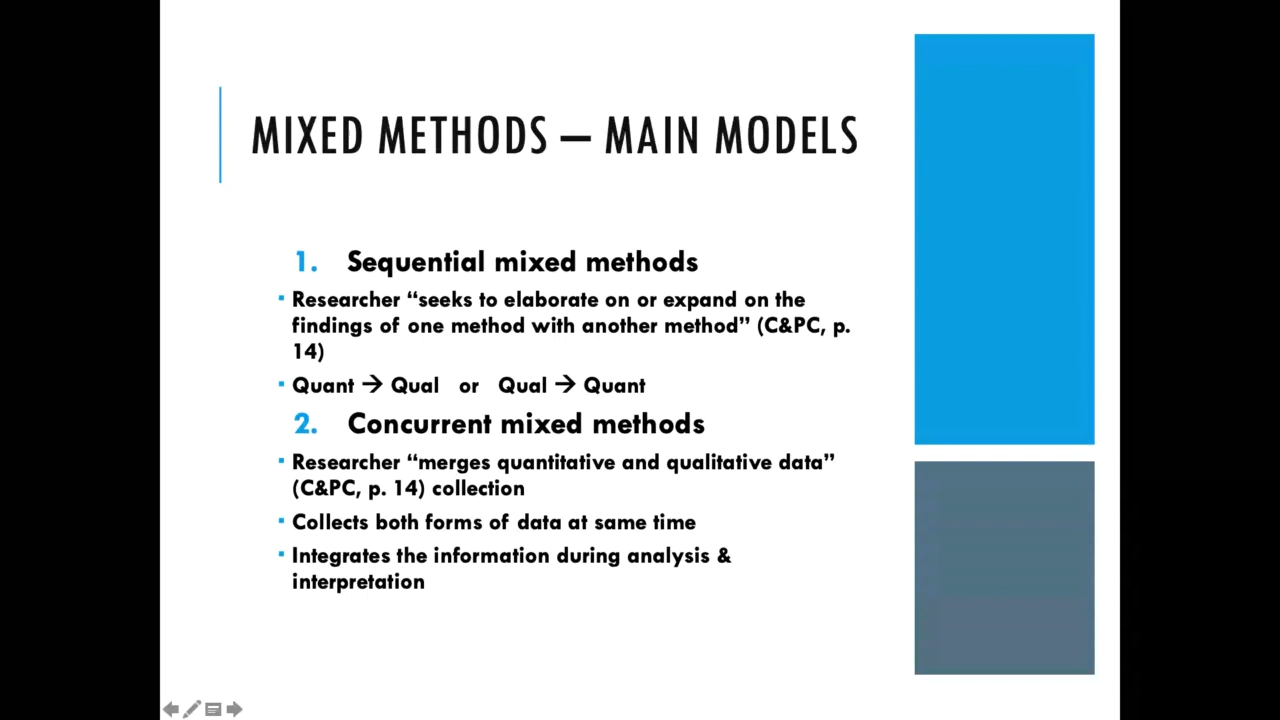 MIXED METHODS – MAIN MODELS
1. Sequential mixed methods
▪ Researcher “seeks to elaborate on or expand on the
findings of one method with another method” (C&PC, p.
14)
▪ Quant → Qual or Qual → Quant
2. Concurrent mixed methods
▪ Researcher “merges quantitative and qualitative data”
(C&PC, p. 14) collection
▪ Collects both forms of data at same time
▪ Integrates the information during analysis &
interpretation